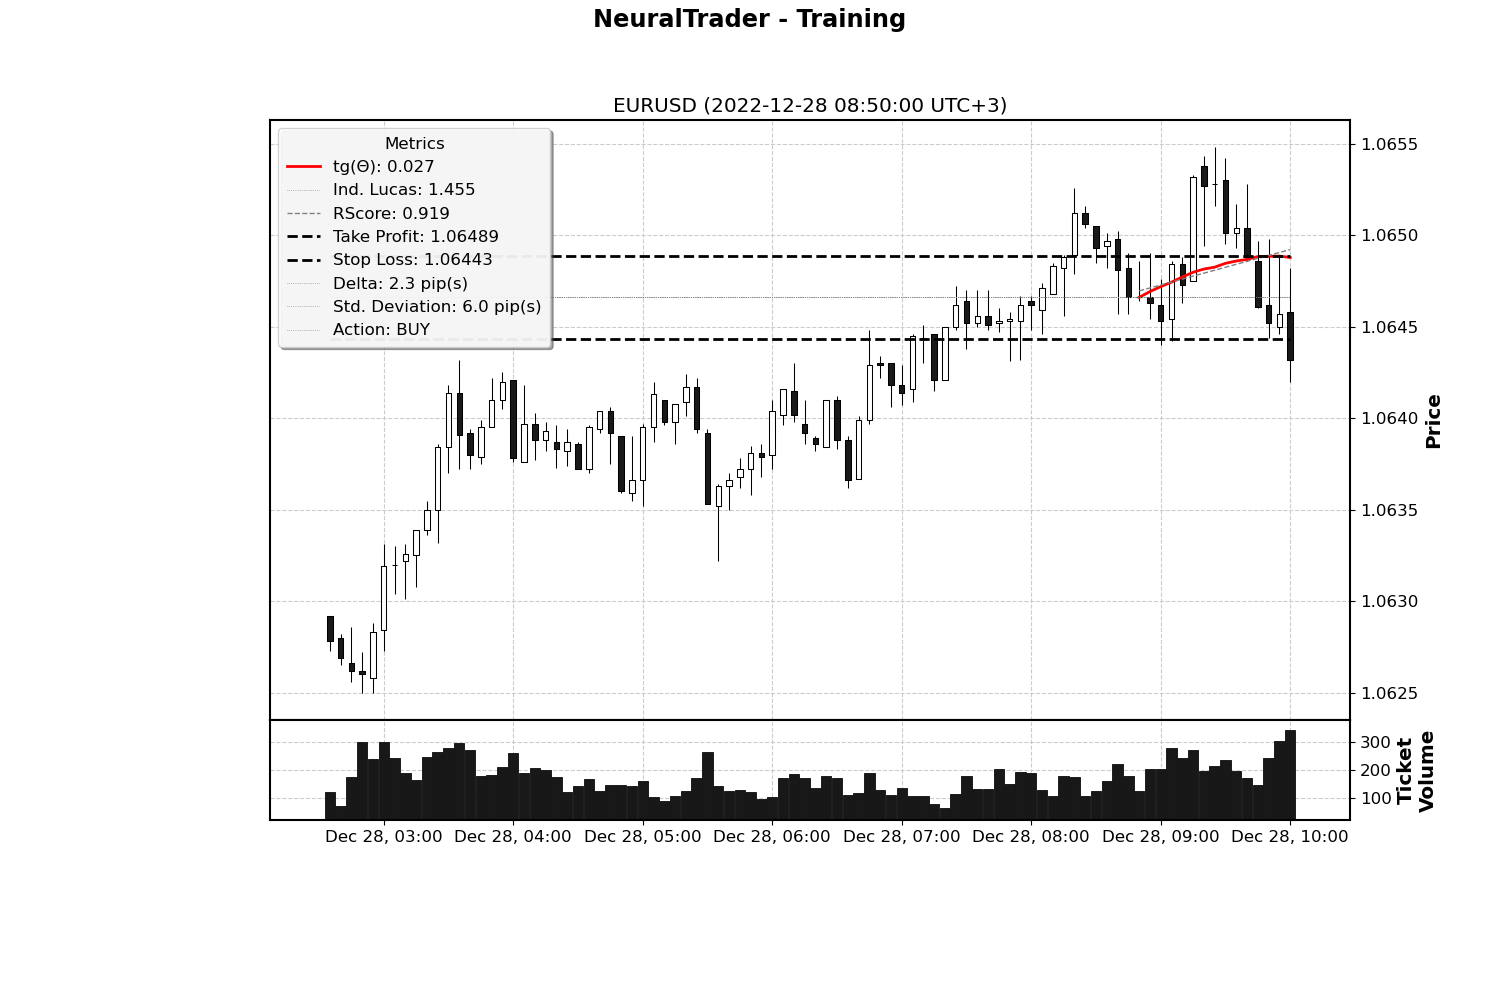 NeuralTrader - Training
EURUSD (2022-12-28 08:50:00 UTC+3)
Metrics
tg(Θ): 0.027
Ind. Lucas: 1.455
RScore: 0.919
Take Profit: 1.06489
Stop Loss: 1.06443
Delta: 2.3 pip(s)
Std. Deviation: 6.0 pip(s)
Action: BUY
1.0655
1.0650
1.0645
1.0640
1.0635
1.0630
1.0625
Price
300
200
100
Ticket
Volume
Dec 28, 03:00 Dec 28, 04:00 Dec 28, 05:00 Dec 28, 06:00 Dec 28, 07:00 Dec 28, 08:00 Dec 28, 09:00 Dec 28, 10:00